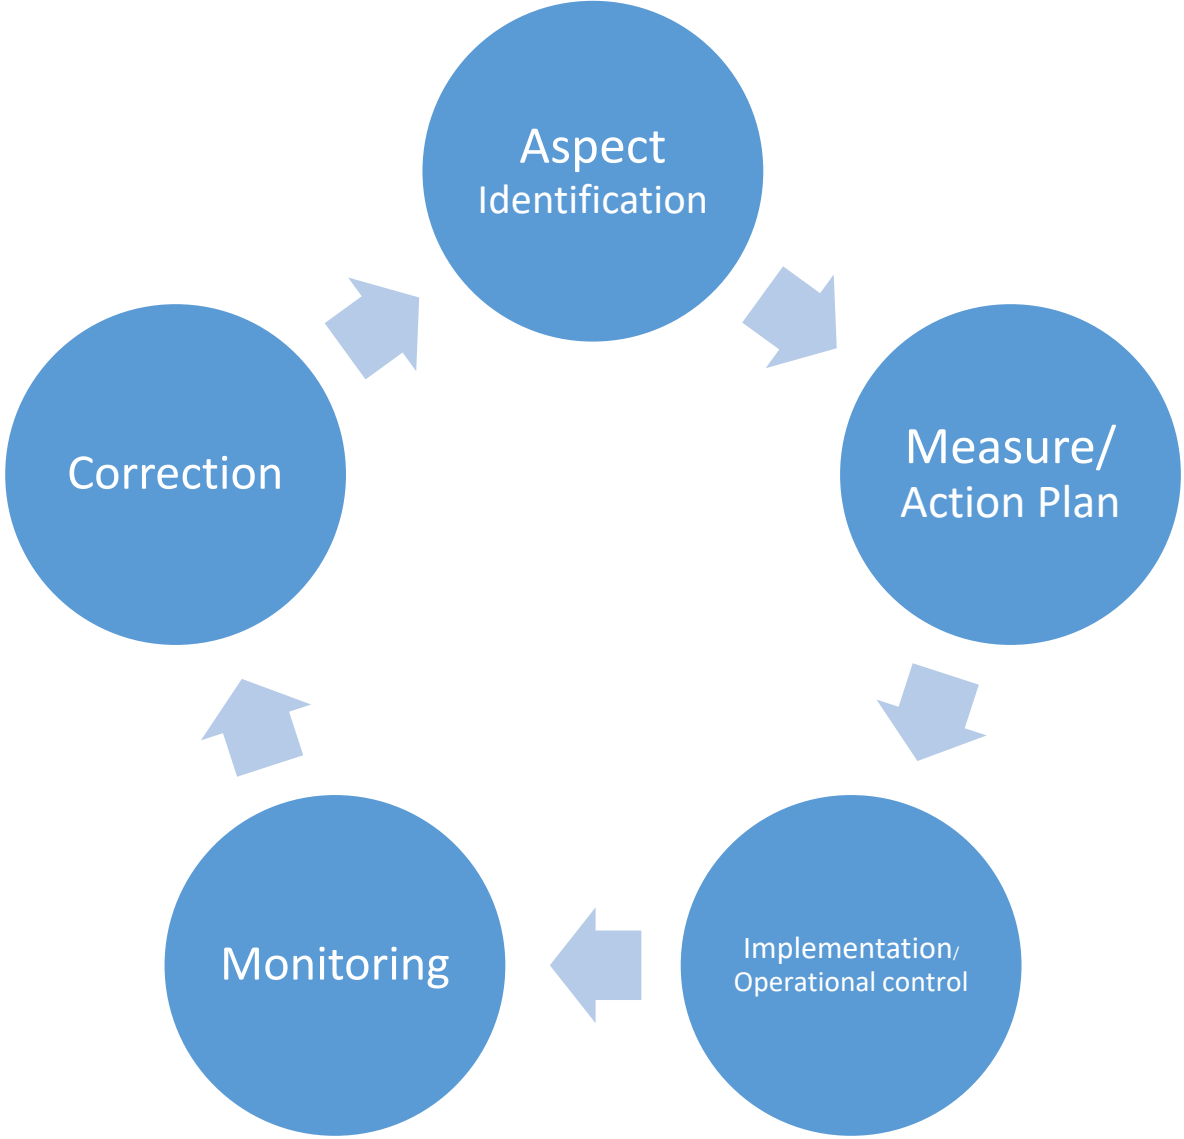 Aspect
Identification
Measure/
Action Plan
Implementation/
Operational control
Monitoring
Correction